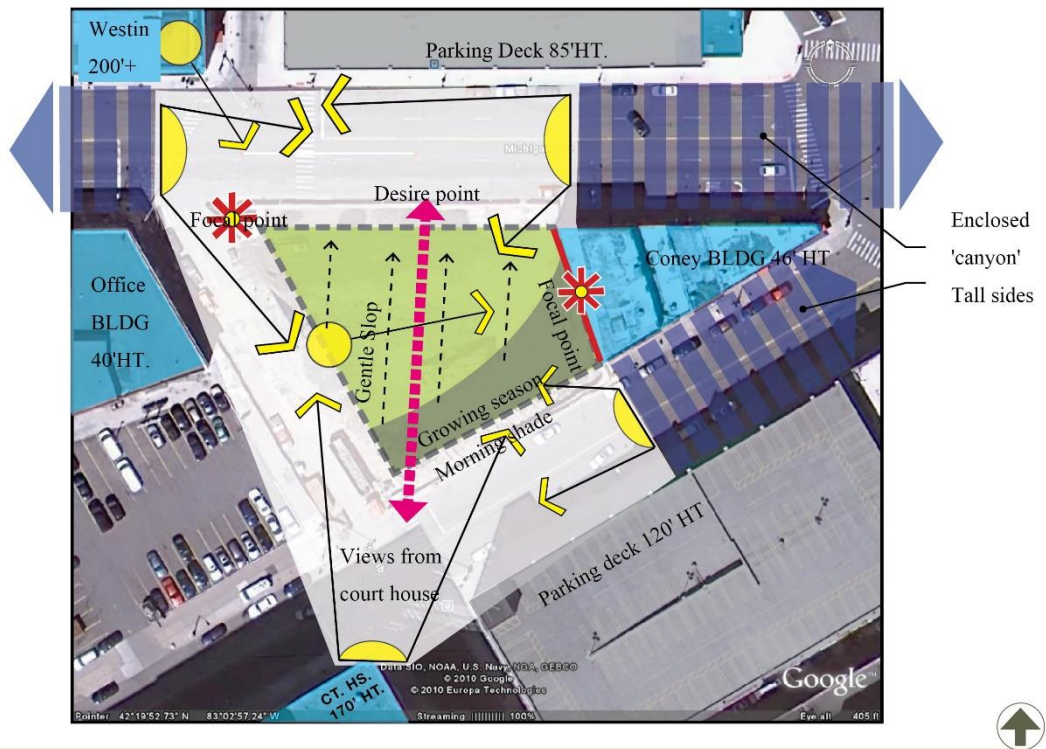 Westin
200'+
Parking Deck 85'HT.
Michigan
Desire point
Focal point
Enclosed
'canyon'
Tall sides
Coney BLDG 46' HT
Office
BLDG
40'HT.
Focal point
Gentle Slop
Growing season
Morning shade
Views from
court house
Parking deck 120' HT
CT. HS.
170' HT.
Data SIO, NOAA, U.S. Navy, NGA, GEBCO
© 2010 Google
© 2010 Europa Technologies
Google™
Pointer 42°19'52.73" N 83°02'57.24" W
Streaming |||||||||| 100%
Eye alt 405 ft